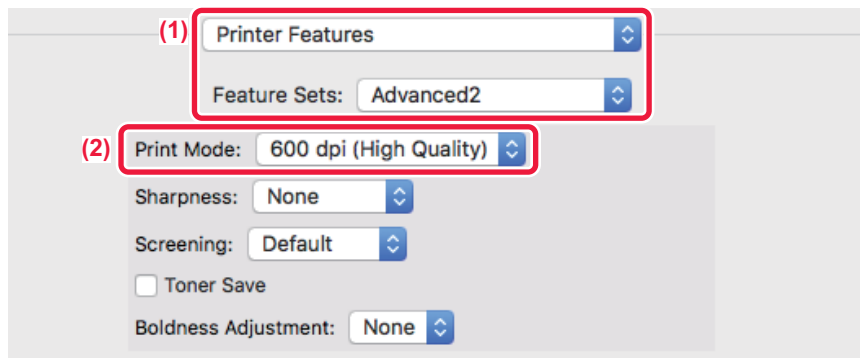 (1) Printer Features
Feature Sets: Advanced2
(2) Print Mode: 600 dpi (High Quality)
Sharpness: None
Screening: Default
Toner Save
Boldness Adjustment: None